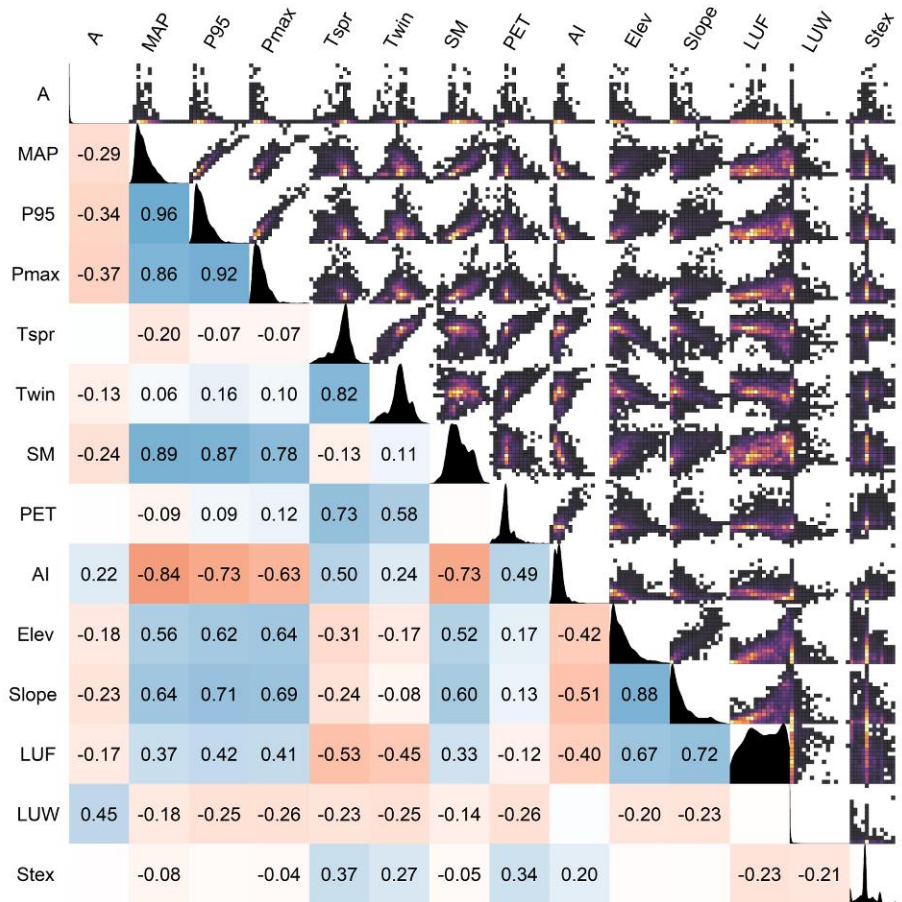 A MAP P95 Pmax Tspr Twin SM PET AI Elev Slope LUF LUW Stex
A
MAP -0.29
P95 -0.34 0.96
Pmax -0.37 0.86 0.92
Tspr -0.20 -0.07 -0.07
Twin -0.13 0.06 0.16 0.10 0.82
SM -0.24 0.89 0.87 0.78 -0.13 0.11
PET -0.09 0.09 0.12 0.73 0.58
AI 0.22 -0.84 -0.73 -0.63 0.50 0.24 -0.73 0.49
Elev -0.18 0.56 0.62 0.64 -0.31 -0.17 0.52 0.17 -0.42
Slope -0.23 0.64 0.71 0.69 -0.24 -0.08 0.60 0.13 -0.51 0.88
LUF -0.17 0.37 0.42 0.41 -0.53 -0.45 0.33 -0.12 -0.40 0.67 0.72
LUW 0.45 -0.18 -0.25 -0.26 -0.23 -0.25 -0.14 -0.26 -0.20 -0.23
Stex -0.08 -0.04 0.37 0.27 -0.05 0.34 0.20 -0.23 -0.21